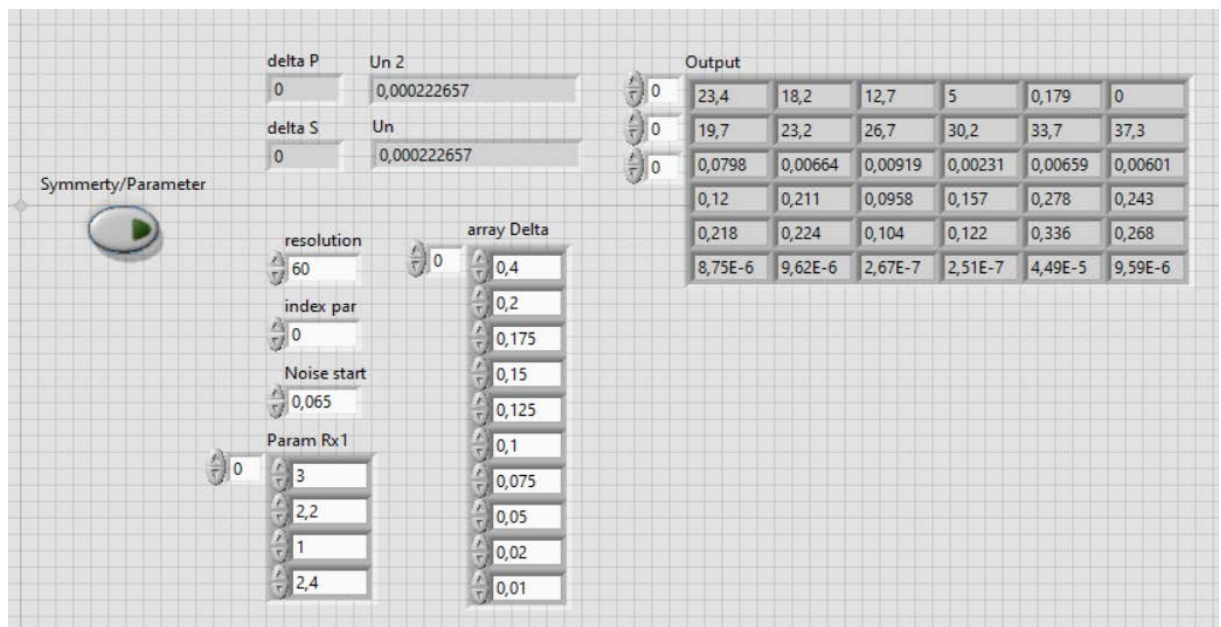 delta P
Un 2
0
0,000222657
delta S
Un
0
0,000222657
Symmerty/Parameter
resolution
60
index par
0
Noise start
0,065
Param Rx1
0
3
2,2
1
2,4
array Delta
0
0,4
0,2
0,175
0,15
0,125
0,1
0,075
0,05
0,02
0,01
Output
0 23,4 18,2 12,7 5 0,179 0
0 19,7 23,2 26,7 30,2 33,7 37,3
0 0,0798 0,00664 0,00919 0,00231 0,00659 0,00601
0,12 0,211 0,0958 0,157 0,278 0,243
0,218 0,224 0,104 0,122 0,336 0,268
8,75E-6 9,62E-6 2,67E-7 2,51E-7 4,49E-5 9,59E-6